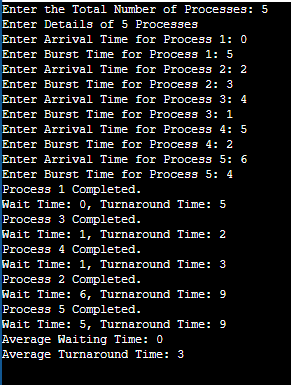 Enter the Total Number of Processes: 5
Enter Details of 5 Processes
Enter Arrival Time for Process 1: 0
Enter Burst Time for Process 1: 5
Enter Arrival Time for Process 2: 2
Enter Burst Time for Process 2: 3
Enter Arrival Time for Process 3: 4
Enter Burst Time for Process 3: 1
Enter Arrival Time for Process 4: 5
Enter Burst Time for Process 4: 2
Enter Arrival Time for Process 5: 6
Enter Burst Time for Process 5: 4
Process 1 Completed.
Wait Time: 0, Turnaround Time: 5
Process 3 Completed.
Wait Time: 1, Turnaround Time: 2
Process 4 Completed.
Wait Time: 1, Turnaround Time: 3
Process 2 Completed.
Wait Time: 6, Turnaround Time: 9
Process 5 Completed.
Wait Time: 5, Turnaround Time: 9
Average Waiting Time: 0
Average Turnaround Time: 3